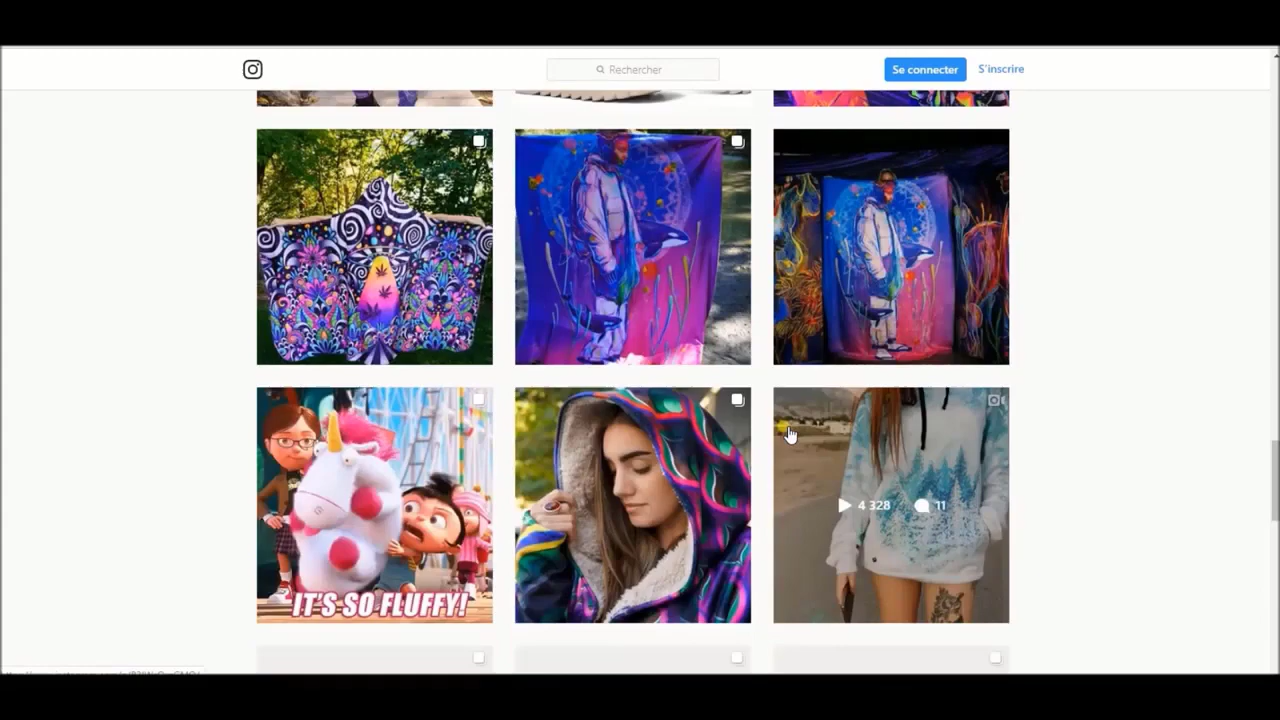 Rechercher
Se connecter
S'inscrire
IT'S SO FLUFFY!
4 328
11